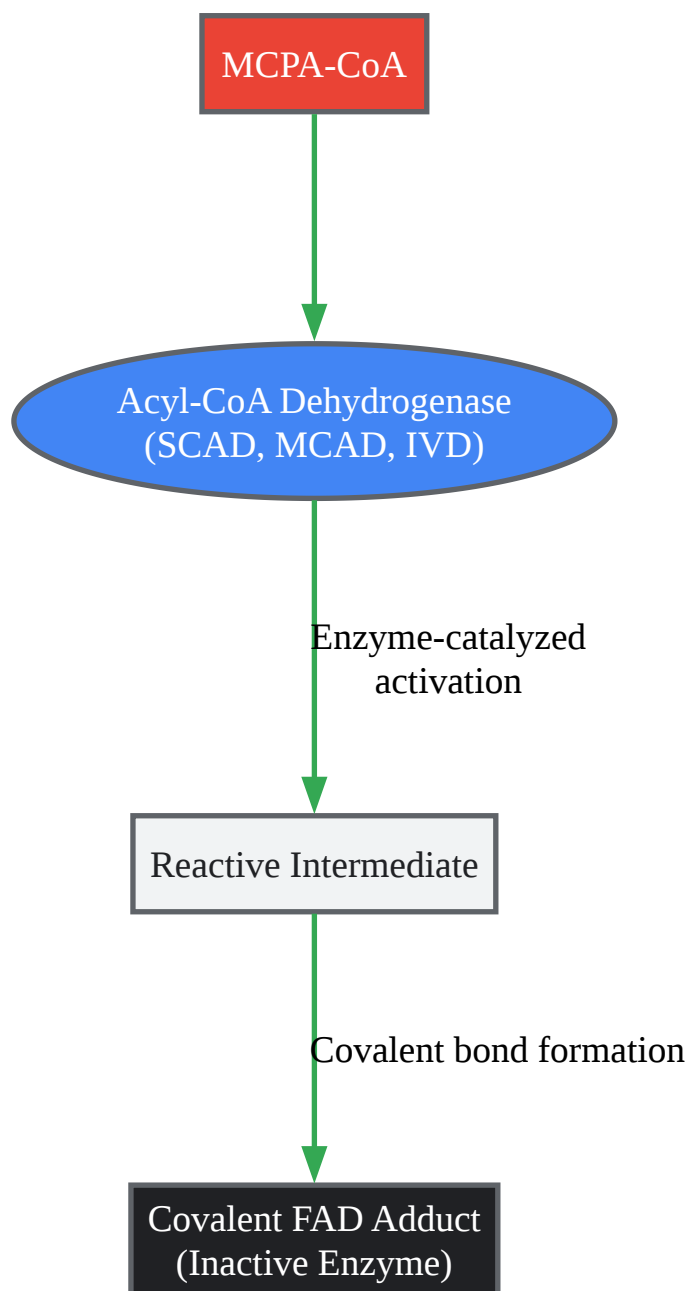 MCPA-CoA
Acyl-CoA Dehydrogenase
(SCAD, MCAD, IVD)
Enzyme-catalyzed
activation
Reactive Intermediate
Covalent bond formation
Covalent FAD Adduct
(Inactive Enzyme)